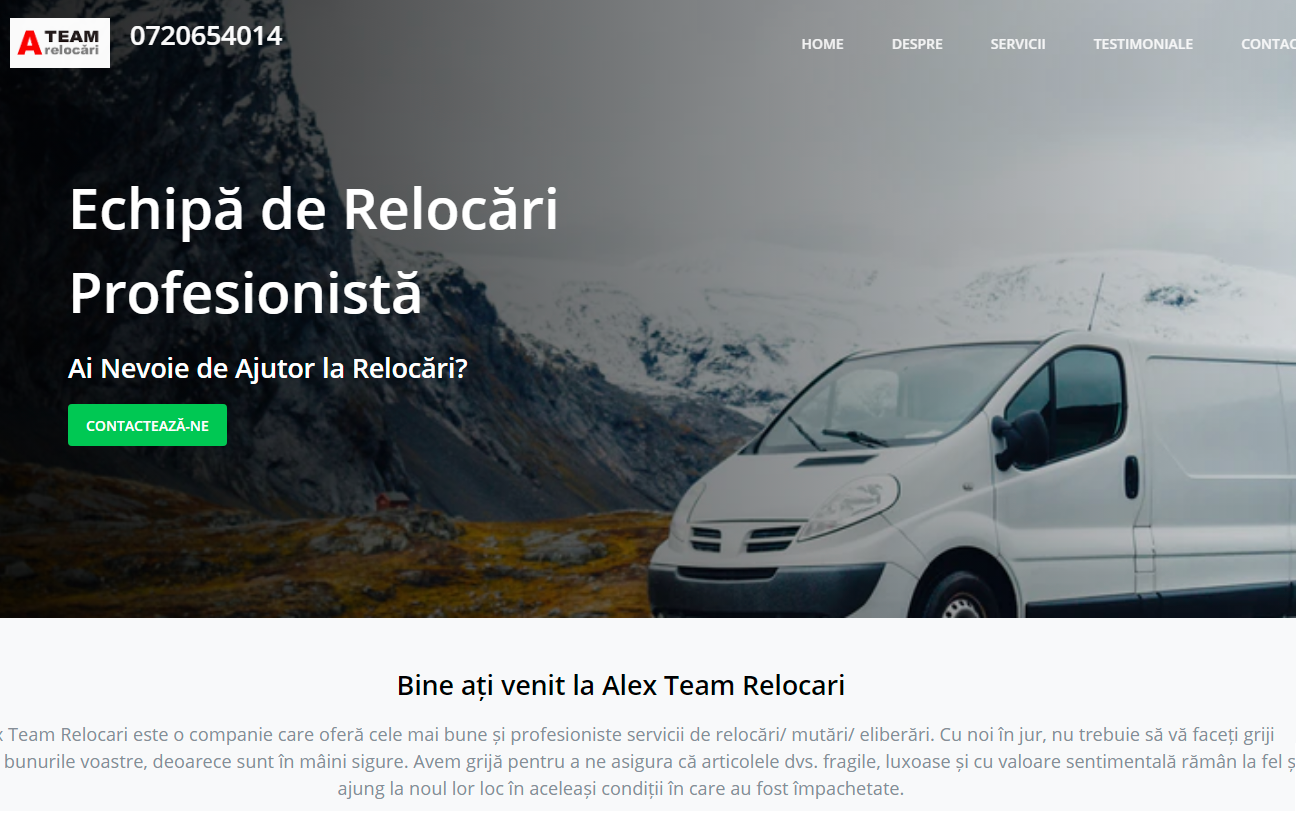 A TEAM
relocări
0720654014
HOME DESPRE SERVICII TESTIMONIALE CONTAC
Echipă de Relocări
Profesionistă
Ai Nevoie de Ajutor la Relocări?
CONTACTEAZĂ-NE
Bine ați venit la Alex Team Relocari
x Team Relocari este o companie care oferă cele mai bune și profesioniste servicii de relocări/ mutări/ eliberări. Cu noi în jur, nu trebuie să vă faceți griji
bunurile voastre, deoarece sunt în mâini sigure. Avem grijă pentru a ne asigura că articolele dvs. fragile, luxoase și cu valoare sentimentală rămân la fel ș
ajung la noul lor loc în aceleași condiții în care au fost împachetate.